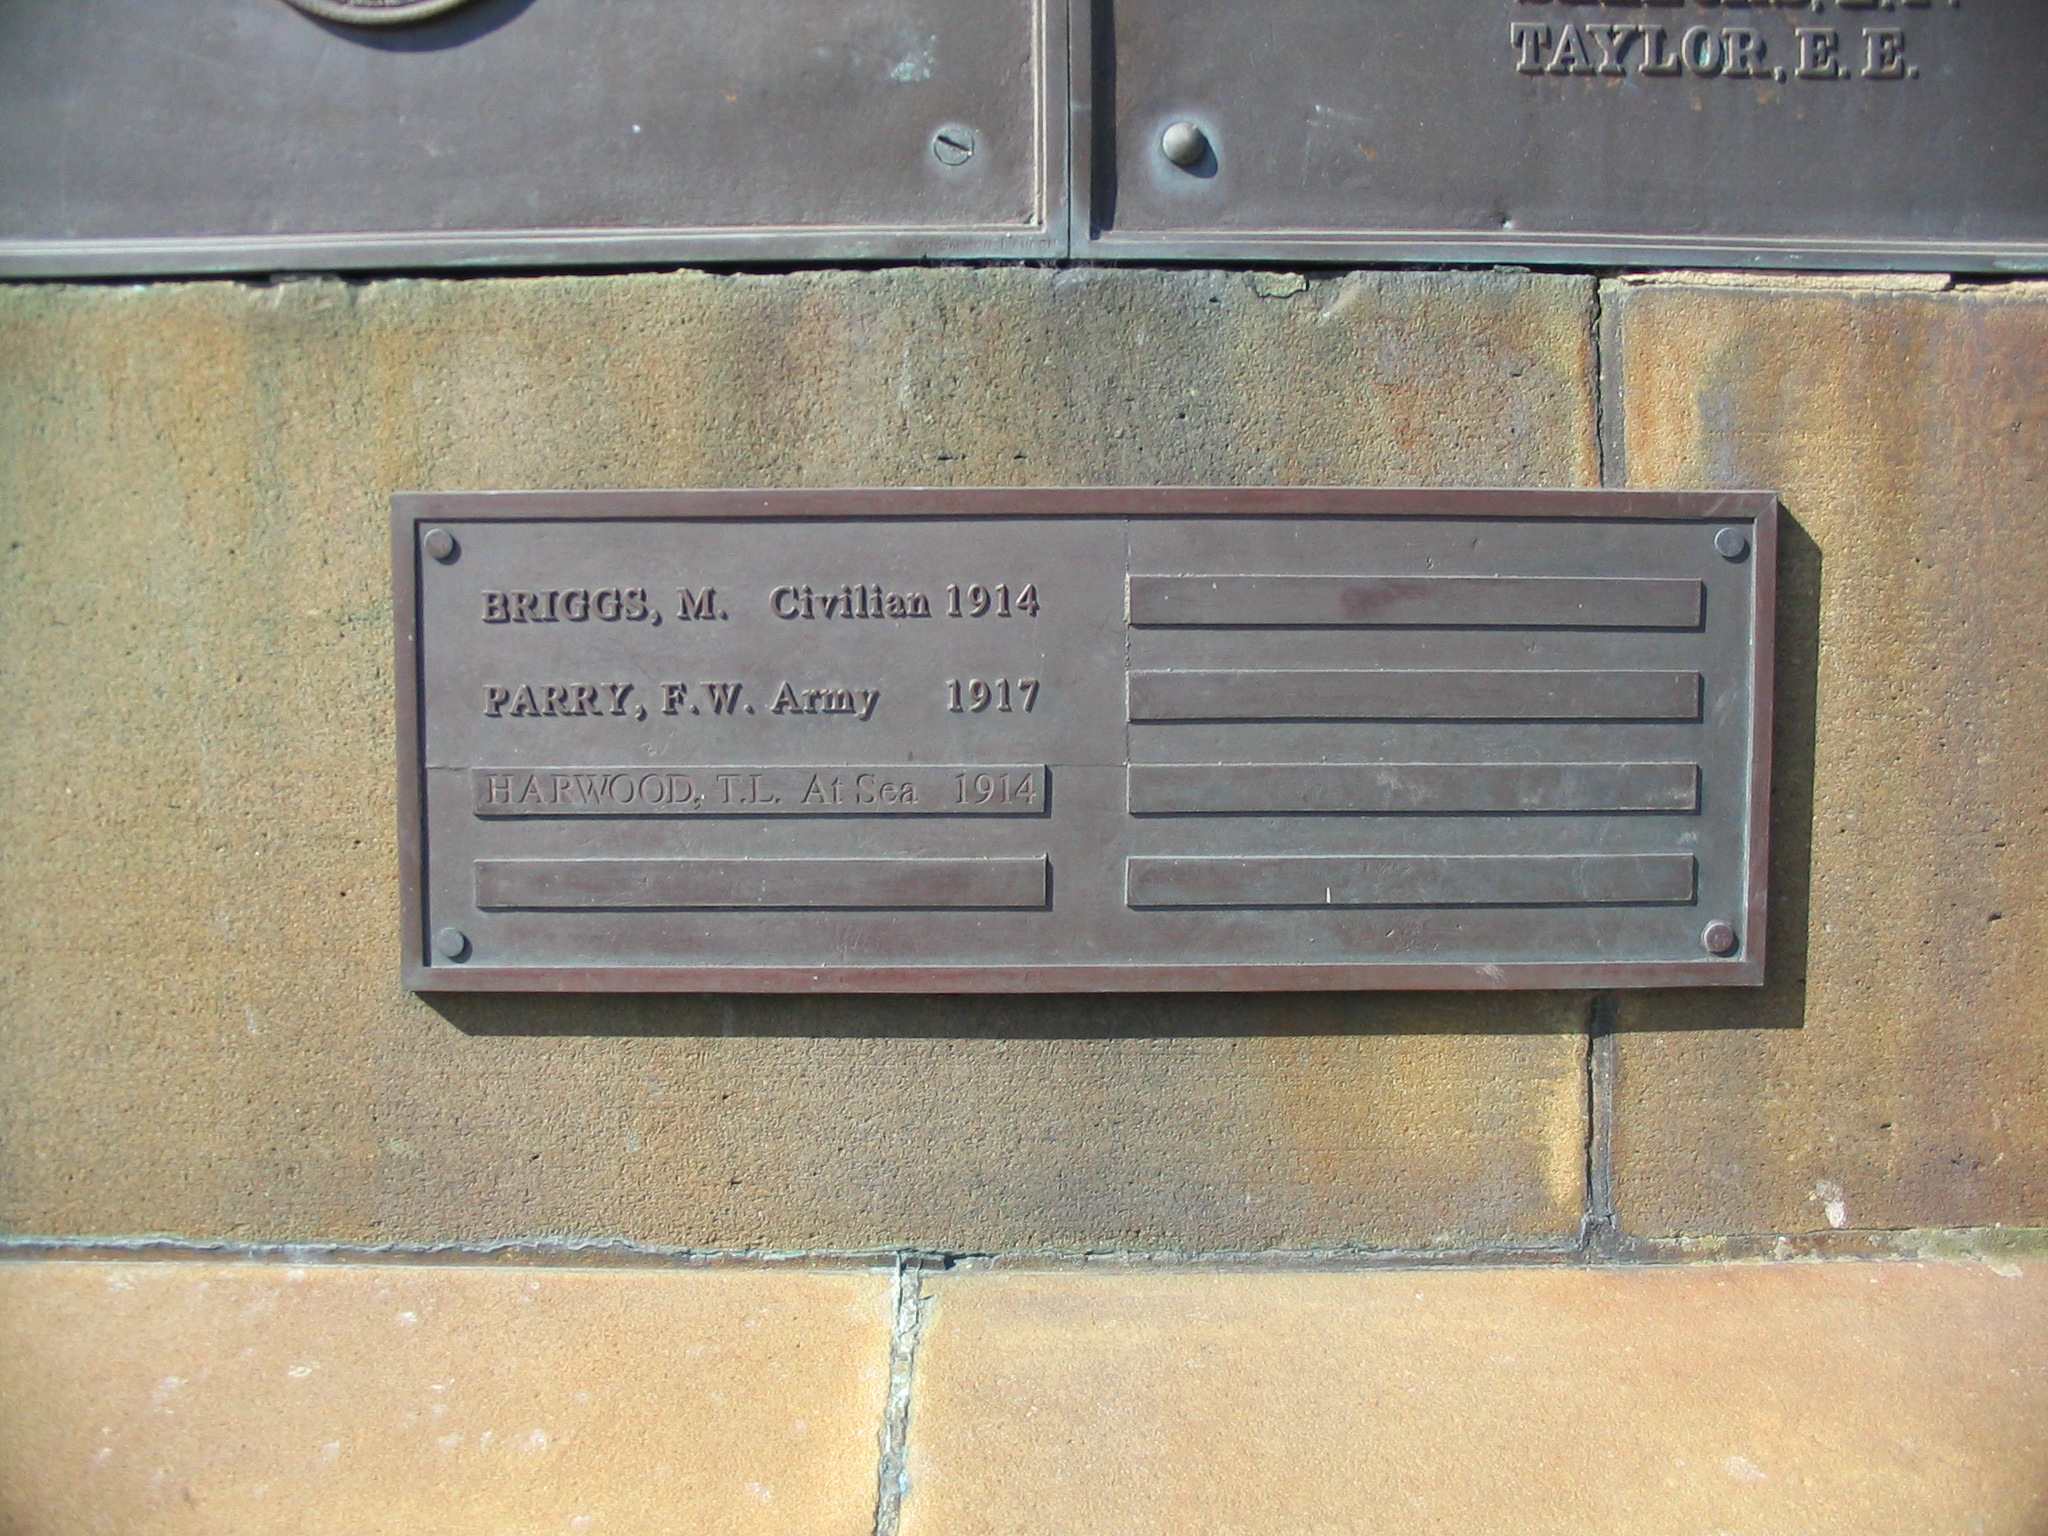 TAYLOR, E. E.
BRIGGS, M. Civilian 1914
PARRY, F.W. Army 1917
HARWOOD, T.L. At Sea 1914